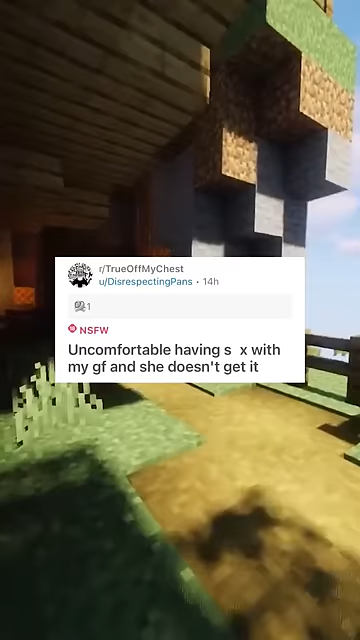 r/TrueOffMyChest
u/DisrespectingPans • 14h
1
NSFW
Uncomfortable having s x with
my gf and she doesn't get it